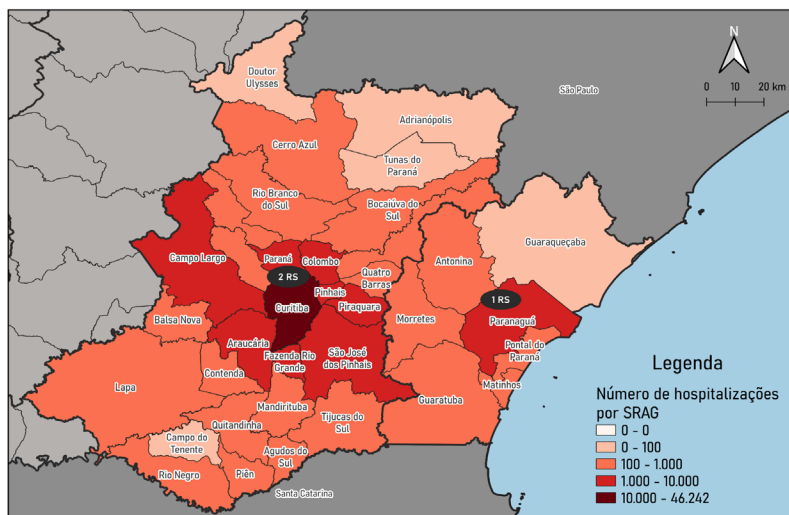 N
0 10 20 km
São Paulo
Doutor
Ulysses
Adrianópolis
Cerro Azul
Tunas do
Paraná
Rio Branco
do Sul
Bocaiúva do
Sul
Guaraqueçaba
Campo Largo
Paraná
Colombo
Antonina
Quatro
Barras
2 RS
Pinhais
Piraquara
1 RS
Curitiba
Balsa Nova
Morretes
Paranaguá
Araucária
Fazenda Rio
Grande
São José
dos Pinhais
Pontal do
Paraná
Contenda
Lapa
Matinhos
Mandirituba
Guaratuba
Tijucas do
Sul
Quitandinha
Campo do
Tenente
Agudos do
Sul
Rio Negro
Piên
Santa Catarina
Legenda
Número de hospitalizações
por SRAG
0 - 0
0 - 100
100 - 1.000
1.000 - 10.000
10.000 - 46.242